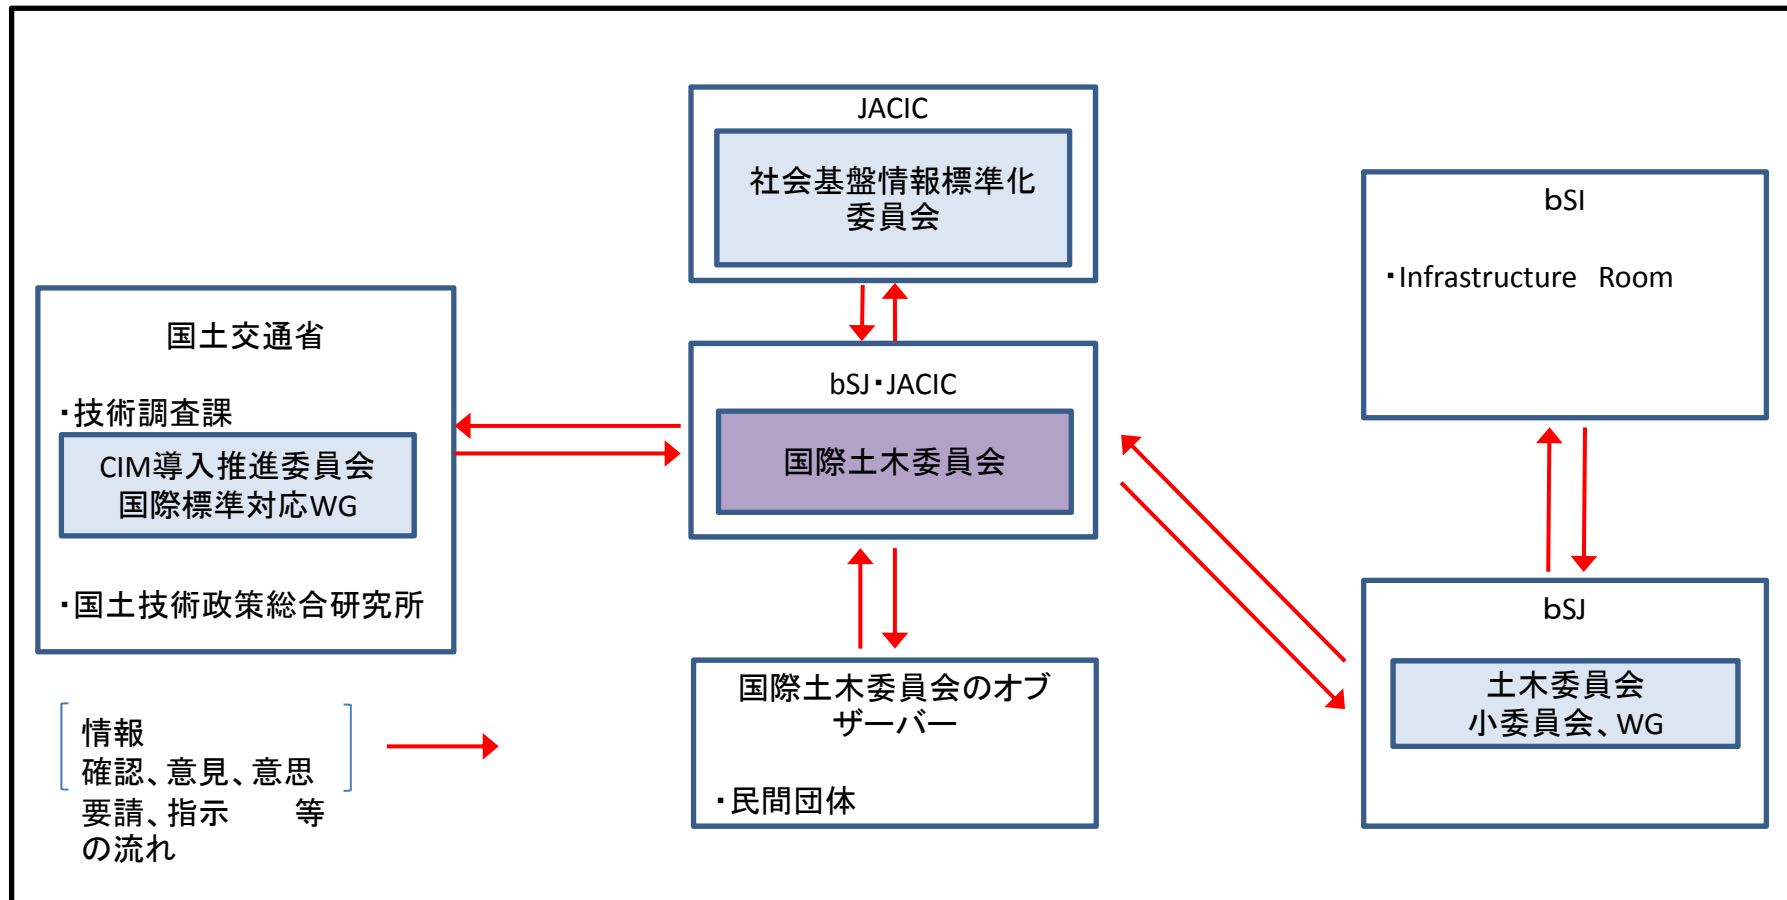 JACIC
社会基盤情報標準化
委員会
bSI
・Infrastructure Room
国土交通省
・技術調査課
CIM導入推進委員会
国際標準対応WG
・国土技術政策総合研究所
bSJ・JACIC
国際土木委員会
国際土木委員会のオブ
ザーバー
・民間団体
bSJ
土木委員会
小委員会、WG
情報
確認、意見、意思
要請、指示　　等
の流れ